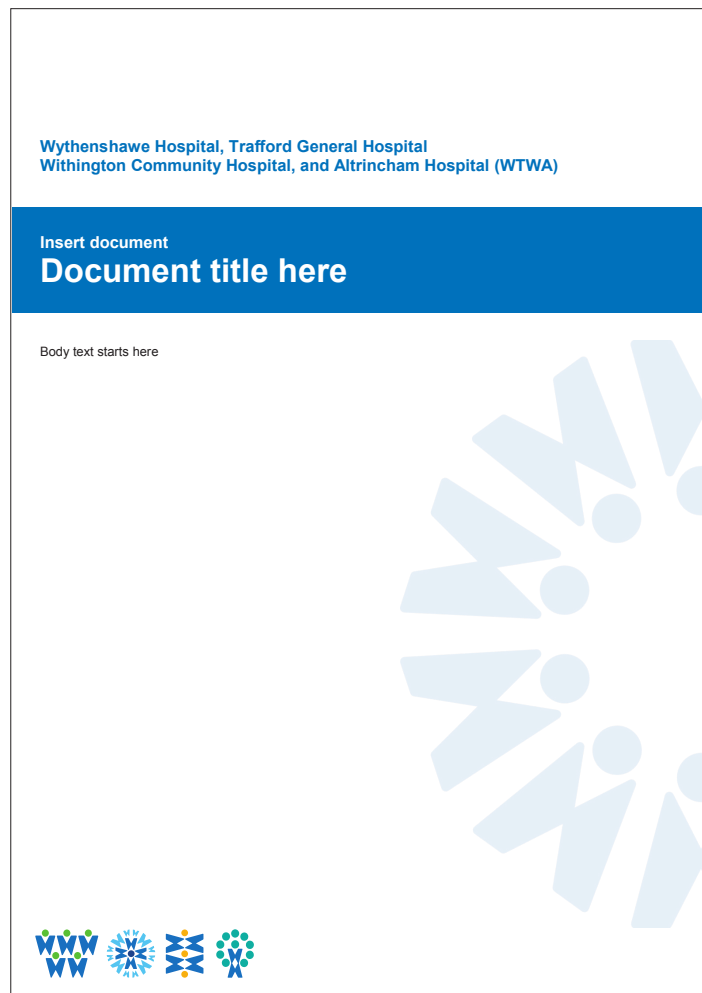 Wythenshawe Hospital, Trafford General Hospital
Withington Community Hospital, and Altrincham Hospital (WTWA)
Insert document
Document title here
Body text starts here